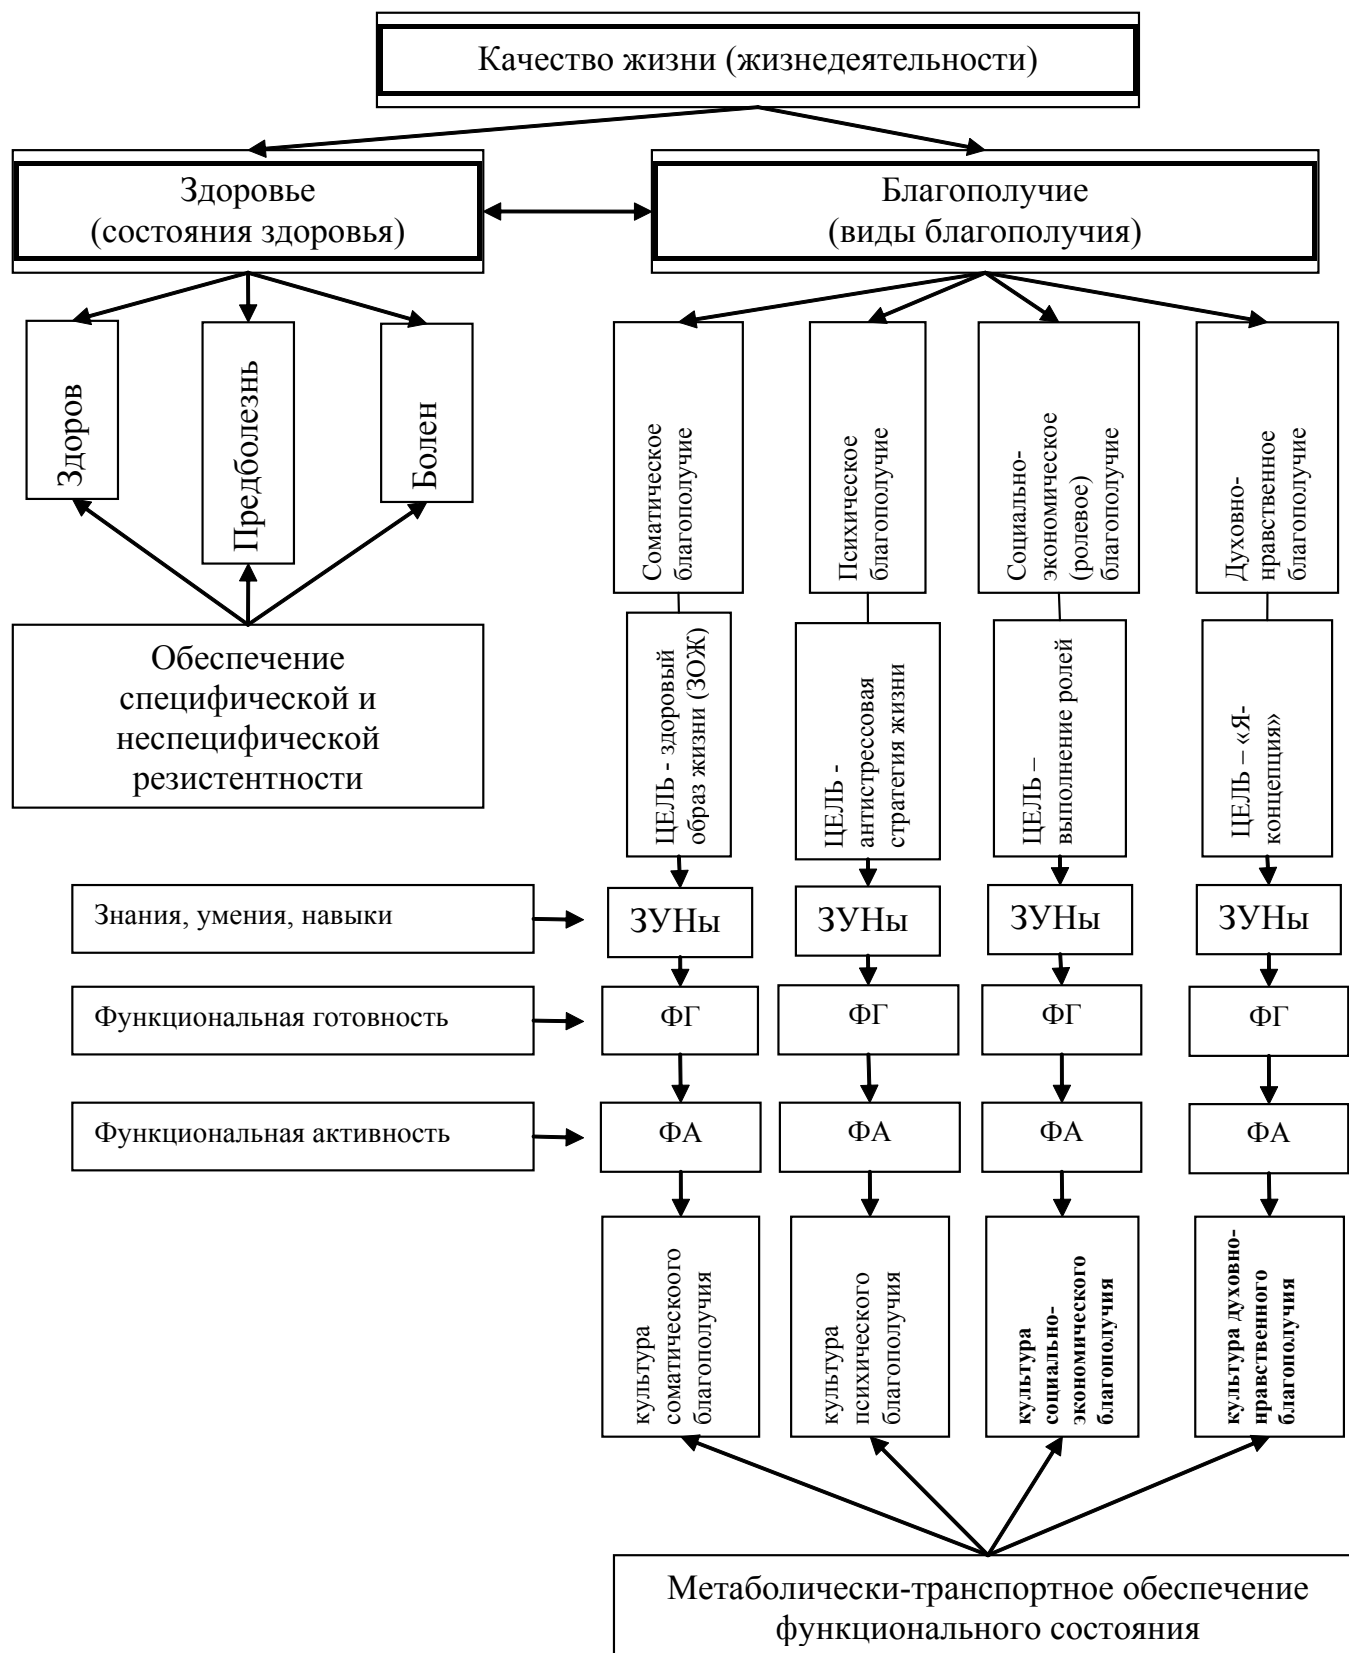 Качество жизни (жизнедеятельности)
Здоровье
(состояния здоровья)
Благополучие
(виды благополучия)
Здоров
Предболезнь
Болен
Соматическое
благополучие
Психическое
благополучие
Социально-
экономическое
(ролевое)
благополучие
Духовно-
нравственное
благополучие
Обеспечение
специфической и
неспецифической
резистентности
ЦЕЛЬ - здоровый
образ жизни (ЗОЖ)
ЦЕЛЬ -
антистрессовая
стратегия жизни
ЦЕЛЬ –
выполнение ролей
ЦЕЛЬ – «Я-
концепция»
Знания, умения, навыки
ЗУНы
ЗУНы
ЗУНы
ЗУНы
Функциональная готовность
ФГ
ФГ
ФГ
ФГ
Функциональная активность
ФА
ФА
ФА
ФА
культура
соматическоого
благополучия
культура
психического
благополучия
культура
социально-
экономического
благополучия
культура духовно-
нравственного
благополучия
Метаболически-транспортное обеспечение
функционального состояния